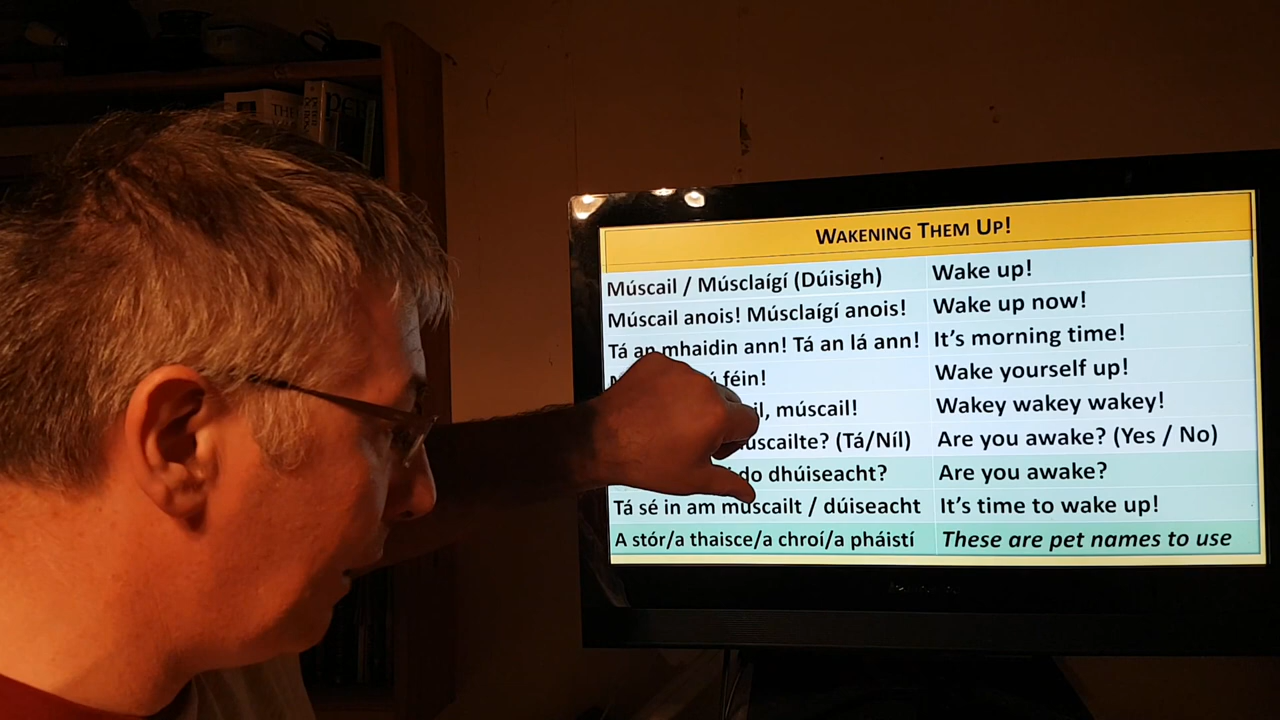 THE
WAKENING THEM UP!
Múscail / Músclaígí (Dúisigh) Wake up!
Múscail anois! Músclaígí anois! Wake up now!
Tá an mhaidin ann! Tá an lá ann! It's morning time!
féin! Wake yourself up!
múscail! Wakey wakey wakey!
(Tá/Níl) Are you awake? (Yes / No)
do dhúiseacht? Are you awake?
Tá sé in am múscailt / dúiseacht It's time to wake up!
A stór/a thaisce/a chroí/a pháistí These are pet names to use